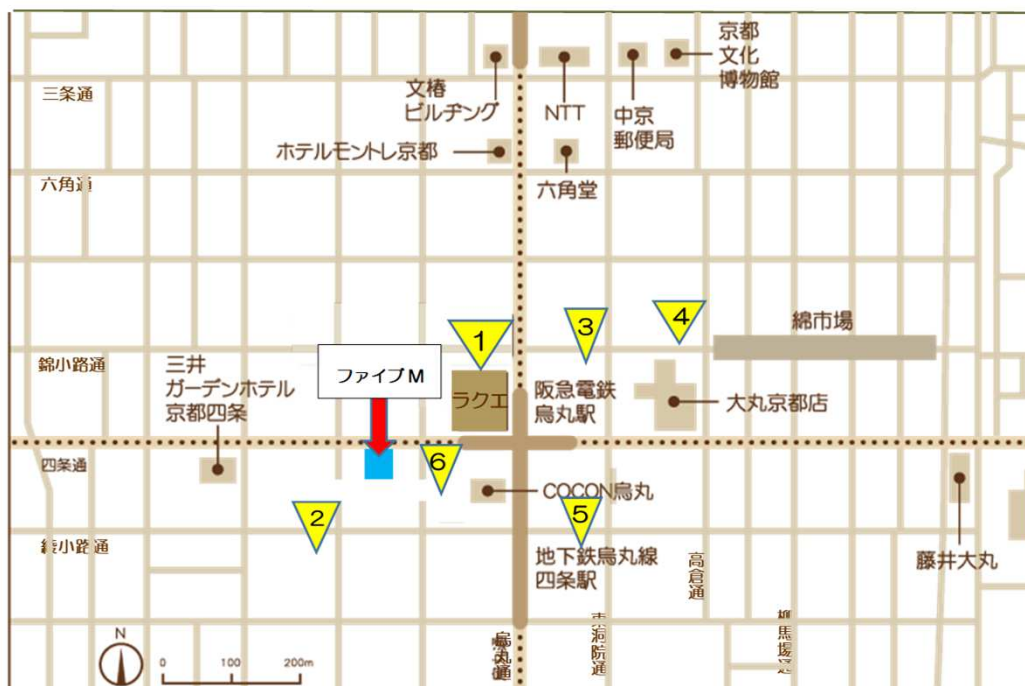 京都
文化
博物館
文椿
ビルヂング
NTT
中京
郵便局
三条通
ホテルモントレ京都
六角堂
六角通
1
3
4
綿市場
錦小路通
三井
ガーデンホテル
京都四条
ファイブM
ラクエ
阪急電鉄
烏丸駅
大丸京都店
四条通
6
COCON烏丸
2
5
綾小路通
地下鉄烏丸線
四条駅
高倉通
藤井大丸
烏丸通
東洞院通
柳馬場通
N
0
100
200m